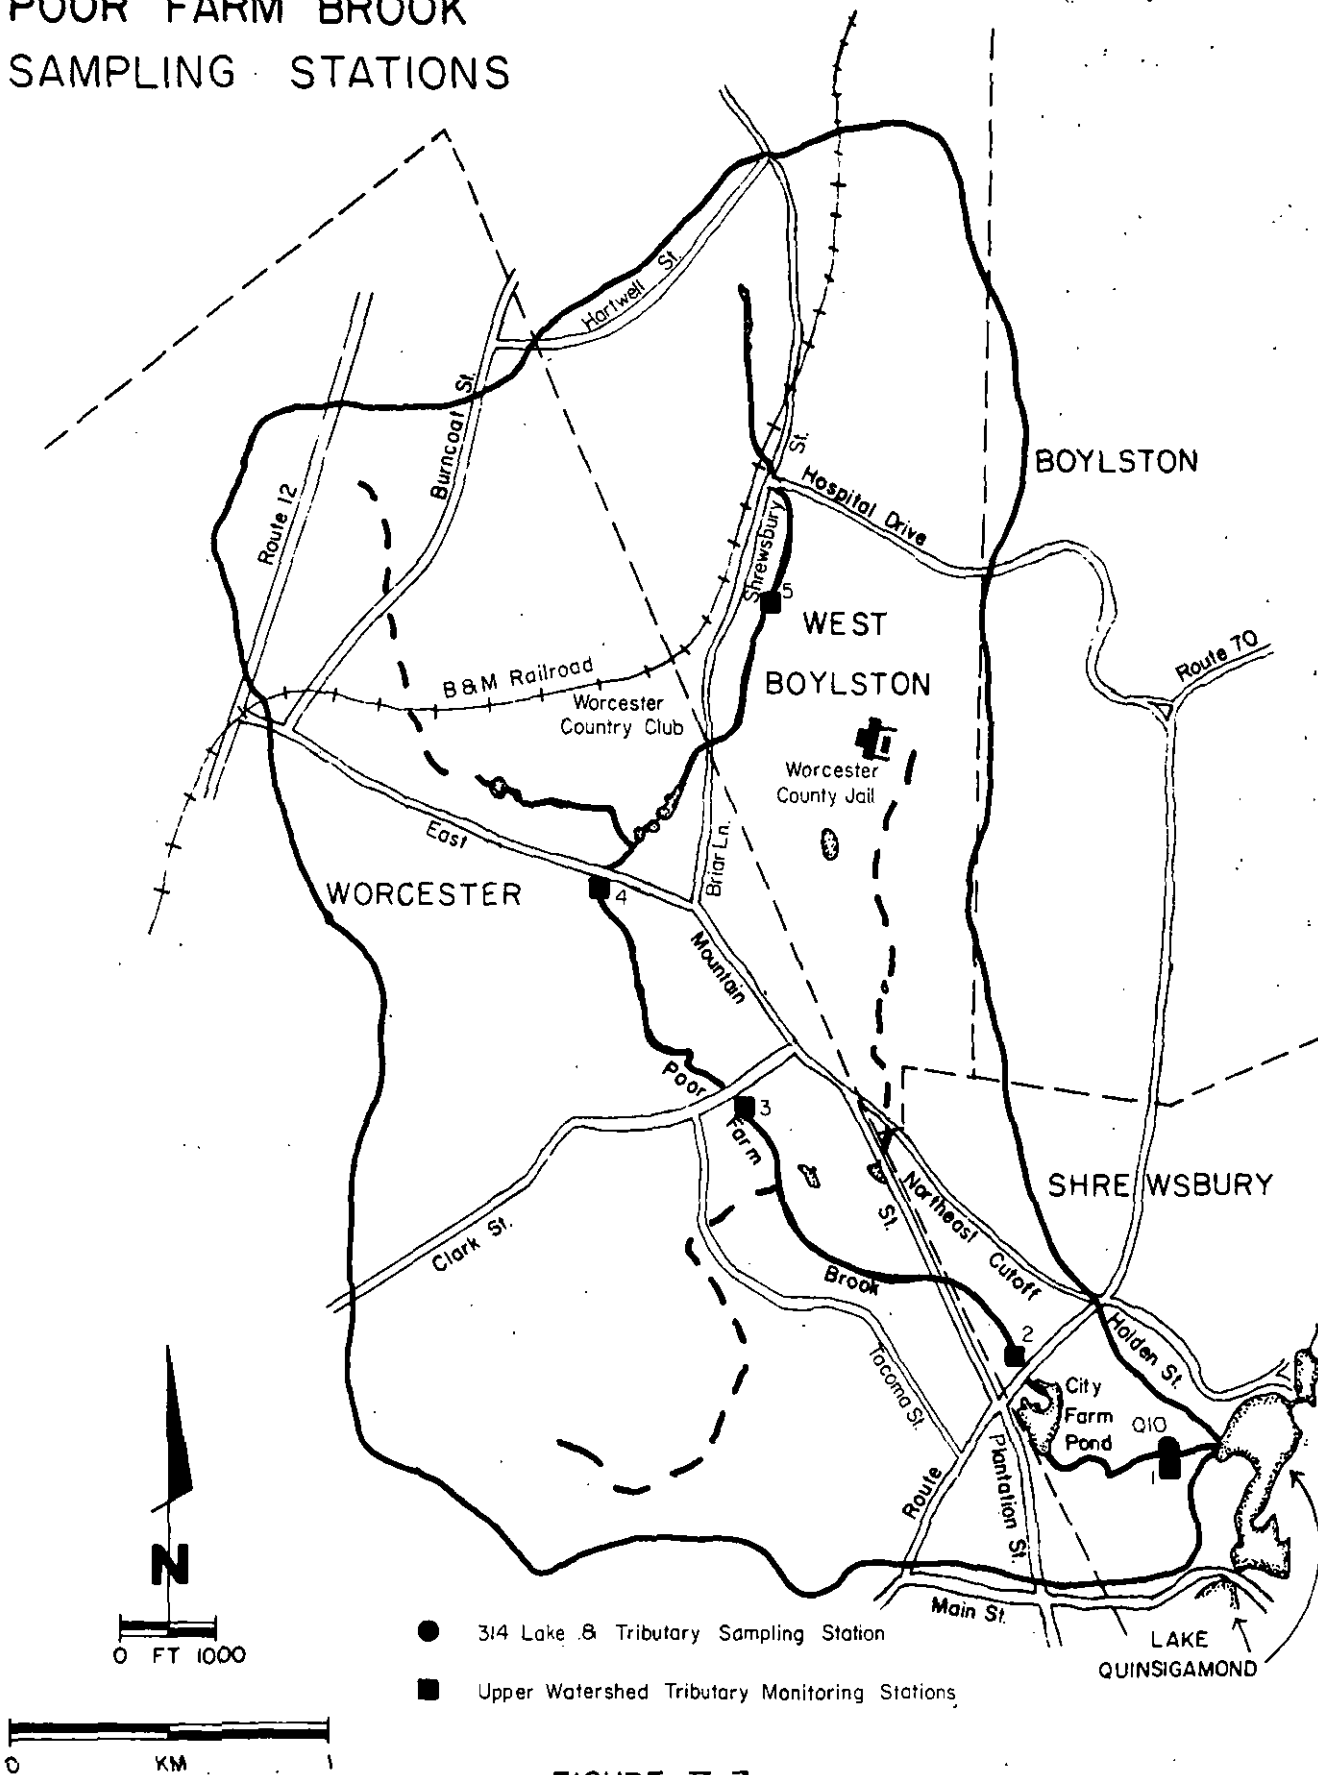 POOR FARM BROOK
SAMPLING STATIONS
Hartwell St.
Burncoat St.
Route 12
St.
BOYLSTON
Hospital Drive
Shrewsbury
5
WEST
BOYLSTON
Route 70
B&M Railroad
Worcester
Country Club
Worcester
County Jail
East
Briar Ln.
WORCESTER
4
Mountain
Poor
3
Farm
SHREWSBURY
Northeast Cutoff
St.
Clark St.
Brook
2
Holden St.
Tacoma St.
City
Farm
Pond
Q10
1
Route
Plantation St.
N
0 FT 1000
Main St.
314 Lake & Tributary Sampling Station
LAKE
QUINSIGAMOND
Upper Watershed Tributary Monitoring Stations
0 KM 1